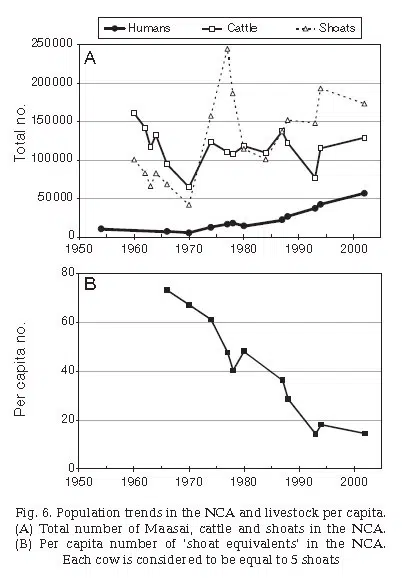 Humans Cattle Shoats
A
250000
200000
150000
100000
50000
0
Total no.
1950 1960 1970 1980 1990 2000
B
80
60
40
20
0
Per capita no.
1950 1960 1970 1980 1990 2000
Fig. 6. Population trends in the NCA and livestock per capita.
(A) Total number of Maasai, cattle and shoats in the NCA.
(B) Per capita number of 'shoat equivalents' in the NCA.
Each cow is considered to be equal to 5 shoats